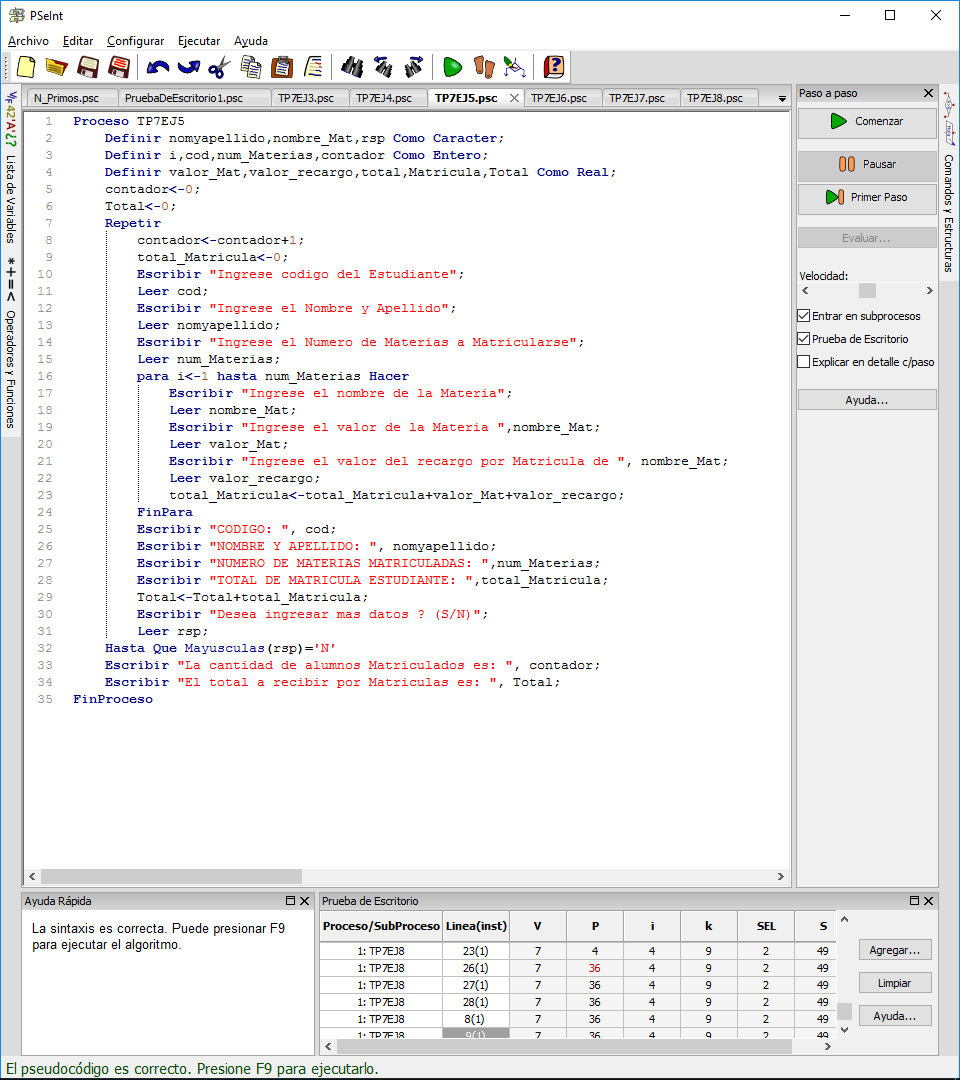 PSeInt
Archivo Editar Configurar Ejecutar Ayuda
N_Primos.psc PruebaDeEscritorio1.psc TP7EJ3.psc TP7EJ4.psc TP7EJ5.psc TP7EJ6.psc TP7EJ7.psc TP7EJ8.psc
Lista de Variables
*+=< Operadores y Funciones
1 Proceso TP7EJ5
2 Definir nomyapellido,nombre_Mat,rsp Como Caracter;
3 Definir i,cod,num_Materias,contador Como Entero;
4 Definir valor_Mat,valor_recargo,total,Matricula,Total Como Real;
5 contador<-0;
6 Total<-0;
7 Repetir
8 contador<-contador+1;
9 total_Matricula<-0;
10 Escribir "Ingrese codigo del Estudiante";
11 Leer cod;
12 Escribir "Ingrese el Nombre y Apellido";
13 Leer nomyapellido;
14 Escribir "Ingrese el Numero de Materias a Matricularse";
15 Leer num_Materias;
16 para i<-1 hasta num_Materias Hacer
17 Escribir "Ingrese el nombre de la Materia";
18 Leer nombre_Mat;
19 Escribir "Ingrese el valor de la Materia ",nombre_Mat;
20 Leer valor_Mat;
21 Escribir "Ingrese el valor del recargo por Matricula de ", nombre_Mat;
22 Leer valor_recargo;
23 total_Matricula<-total_Matricula+valor_Mat+valor_recargo;
24 FinPara
25 Escribir "CODIGO: ", cod;
26 Escribir "NOMBRE Y APELLIDO: ", nomyapellido;
27 Escribir "NUMERO DE MATERIAS MATRICULADAS: ",num_Materias;
28 Escribir "TOTAL DE MATRICULA ESTUDIANTE: ",total_Matricula;
29 Total<-Total+total_Matricula;
30 Escribir "Desea ingresar mas datos ? (S/N)";
31 Leer rsp;
32 Hasta Que Mayusculas(rsp)='N'
33 Escribir "La cantidad de alumnos Matriculados es: ", contador;
34 Escribir "El total a recibir por Matriculas es: ", Total;
35 FinProceso
Paso a paso
Comenzar
Pausar
Primer Paso
Evaluar...
Velocidad:
Entrar en subprocesos
Prueba de Escritorio
Explicar en detalle c/paso
Ayuda...
Comandos y Estructuras
Ayuda Rápida
La sintaxis es correcta. Puede presionar F9
para ejecutar el algoritmo.
Prueba de Escritorio
Proceso/SubProceso Linea(inst) V P i k SEL S
1: TP7EJ8 23(1) 7 4 4 9 2 49
1: TP7EJ8 26(1) 7 36 4 9 2 49
1: TP7EJ8 27(1) 7 36 4 9 2 49
1: TP7EJ8 28(1) 7 36 4 9 2 49
1: TP7EJ8 8(1) 7 36 4 9 2 49
1: TP7EJ8 9(1) 7 36 4 9 2 49
Agregar...
Limpiar
Ayuda...
El pseudocódigo es correcto. Presione F9 para ejecutarlo.